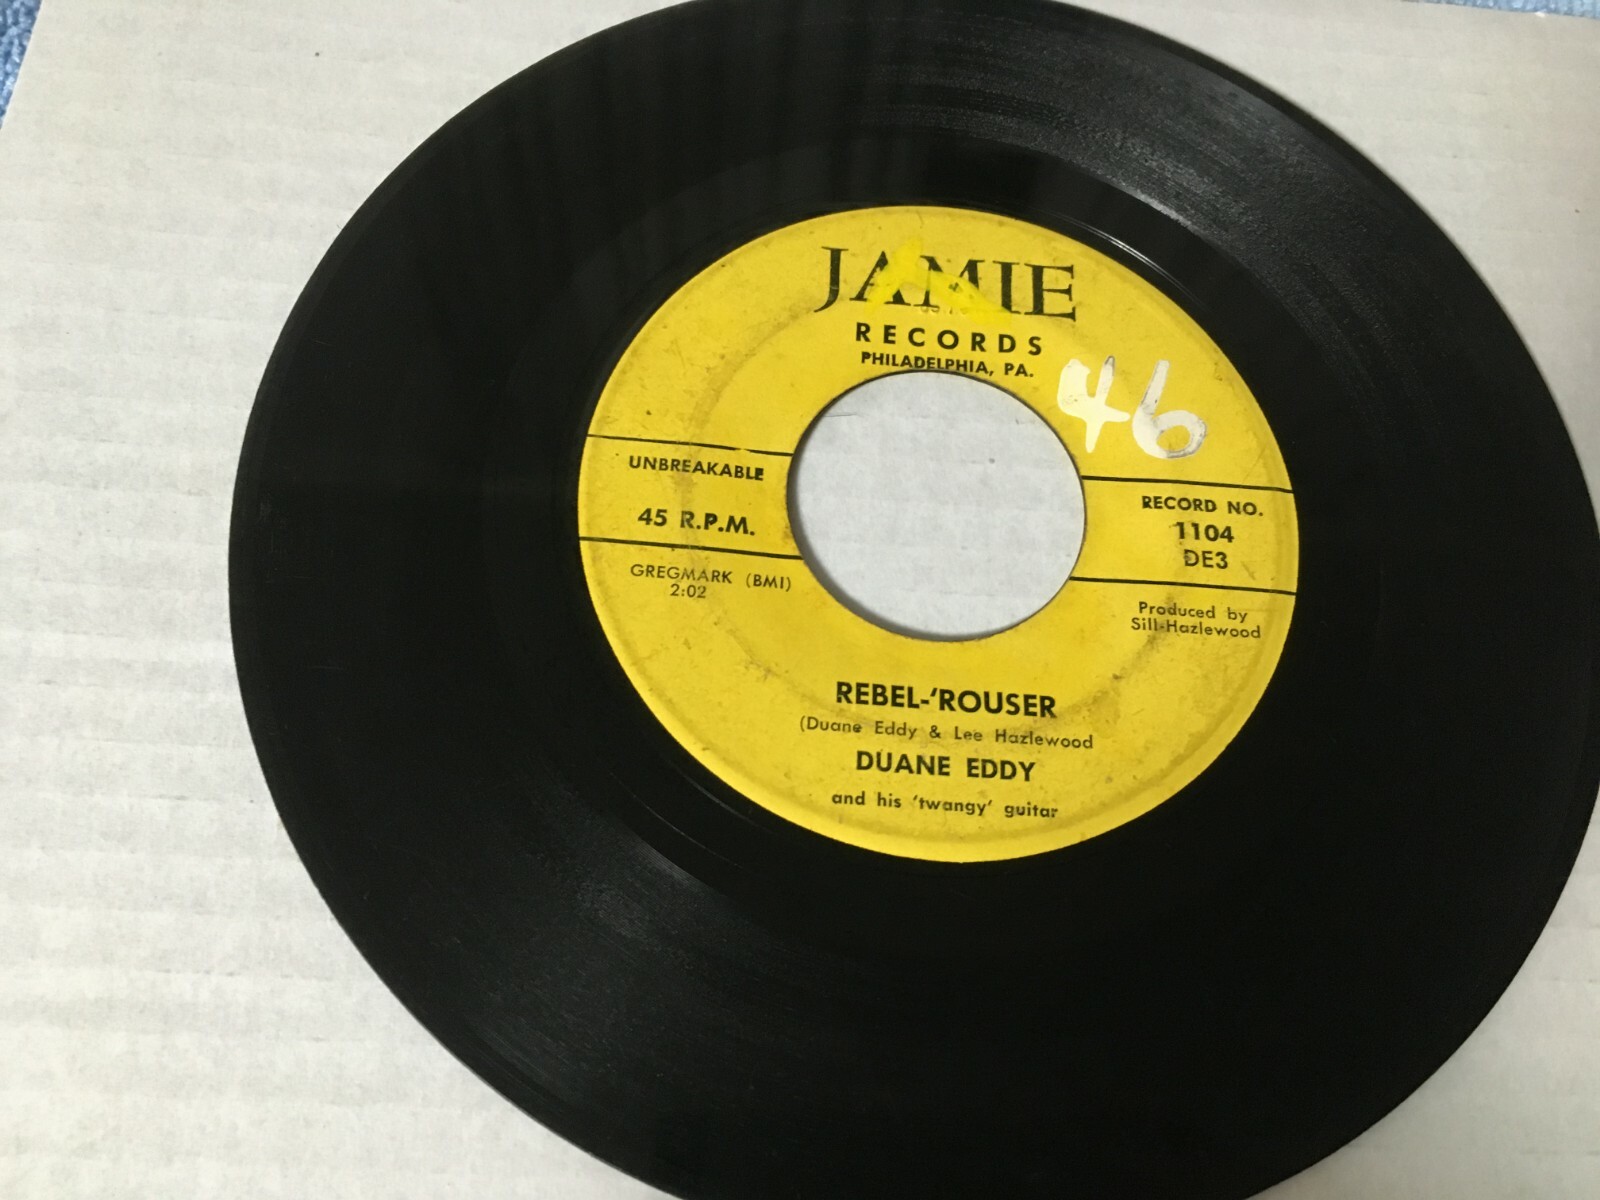 JAMIE
RECORDS
PHILADELPHIA, PA.
46
UNBREAKABLE
45 R.P.M.
RECORD NO.
1104
DE3
GREGMARK (BMI)
2:02
Produced by
Sill-Hazlewood
REBEL-'ROUSER
(Duane Eddy & Lee Hazlewood
DUANE EDDY
and his 'twangy' guitar